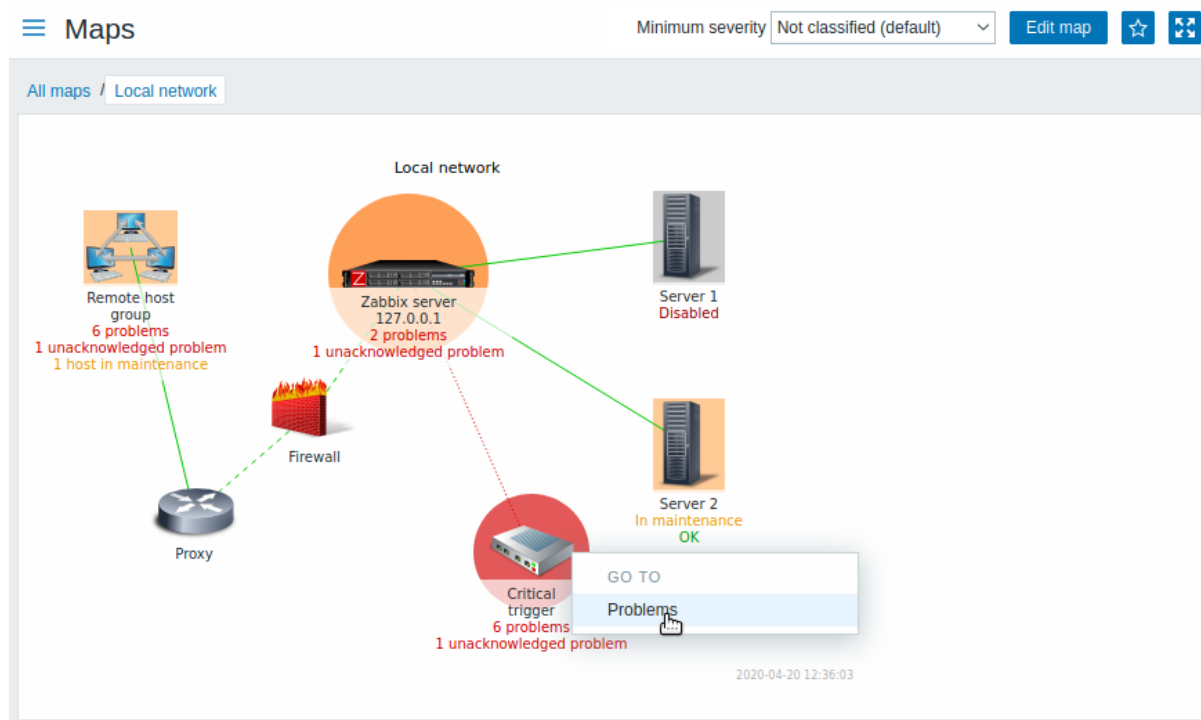 Maps
Minimum severity Not classified (default) Edit map
All maps / Local network
Local network
Remote host
group
6 problems
1 unacknowledged problem
1 host in maintenance
Z
Zabbix server
127.0.0.1
2 problems
1 unacknowledged problem
Server 1
Disabled
Firewall
Proxy
Server 2
In maintenance
OK
Critical
trigger
6 problems
1 unacknowledged problem
GO TO
Problems
2020-04-20 12:36:03